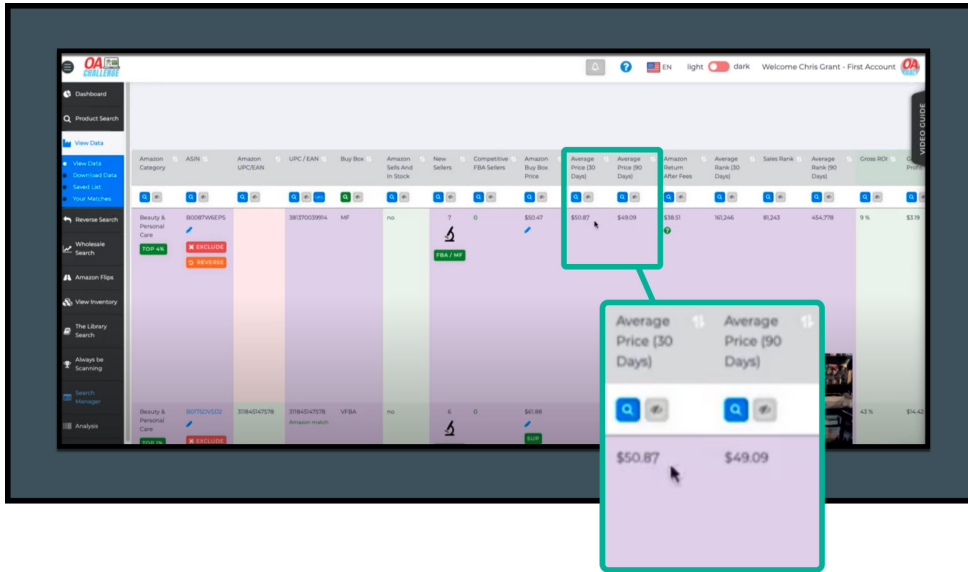 OA
CHALLENGE
EN light dark Welcome Chris Grant - First Account
VIDEO GUIDE
Dashboard
Product Search
View Data
View Data
Download Data
Saved List
Your Matches
Reverse Search
Wholesale
Search
Amazon Flips
View Inventory
The Library
Search
Always be
Scanning
Search
Manager
Analysis
Amazon
Category
ASIN
Amazon
UPC/EAN
UPC / EAN
Buy Box
Amazon
Sells And
In Stock
New
Sellers
Competitive
FBA Sellers
Amazon
Buy Box
Price
Average
Price (30
Days)
Average
Price (90
Days)
Amazon
Return
After Fees
Average
Rank (30
Days)
Sales Rank
Average
Rank (90
Days)
Gross ROI
Beauty &
Personal
Care
TOP 4%
B0087W6EPS
EXCLUDE
REVERSE
381370039914
MF
no
7
FBA / MF
0
$50.47
$50.87
$49.09
$38.51
161,246
81,243
454,778
9 %
$3.19
Beauty &
Personal
Care
TOP 1%
EXCLUDE
311845147578
311845147578
Amazon match
VFBA
no
6
0
$61.88
SUP
43 %
$14.42
Average
Price (30
Days)
Average
Price (90
Days)
$50.87
$49.09